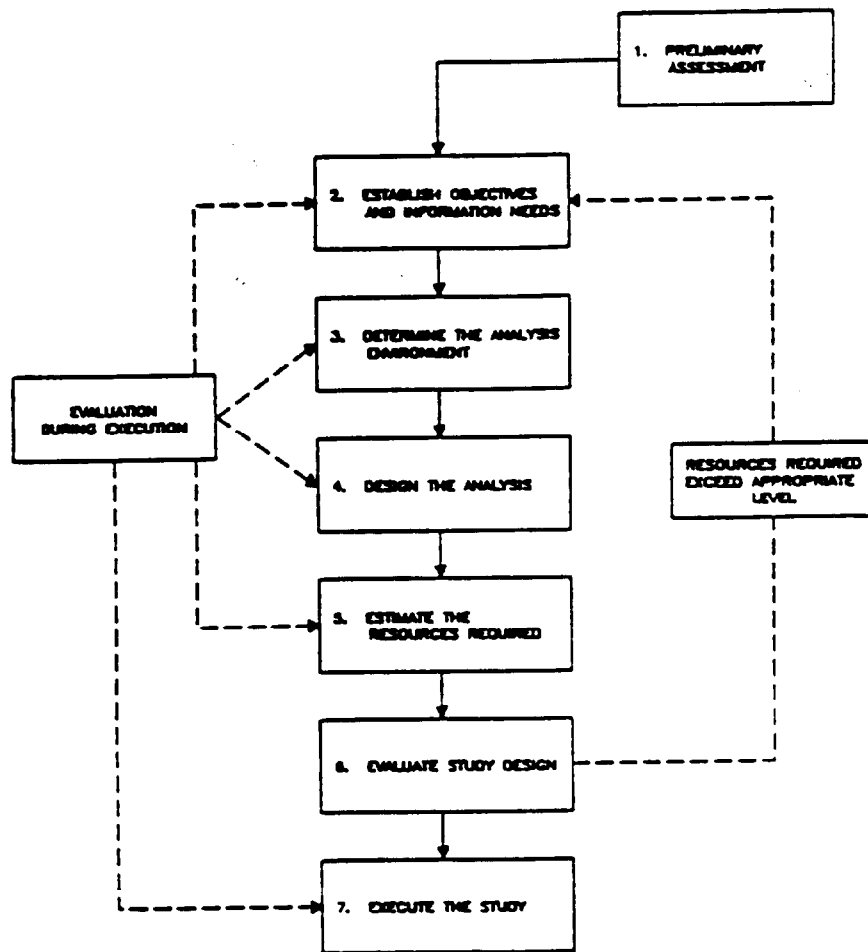 1. PRELIMINARY
ASSESSMENT
2. ESTABLISH OBJECTIVES
AND INFORMATION NEEDS
3. DETERMINE THE ANALYSIS
ENVIRONMENT
EVALUATION
DURING EXECUTION
4. DESIGN THE ANALYSIS
RESOURCES REQUIRED
EXCEED APPROPRIATE
LEVEL
5. ESTIMATE THE
RESOURCES REQUIRED
6. EVALUATE STUDY DESIGN
7. EXECUTE THE STUDY